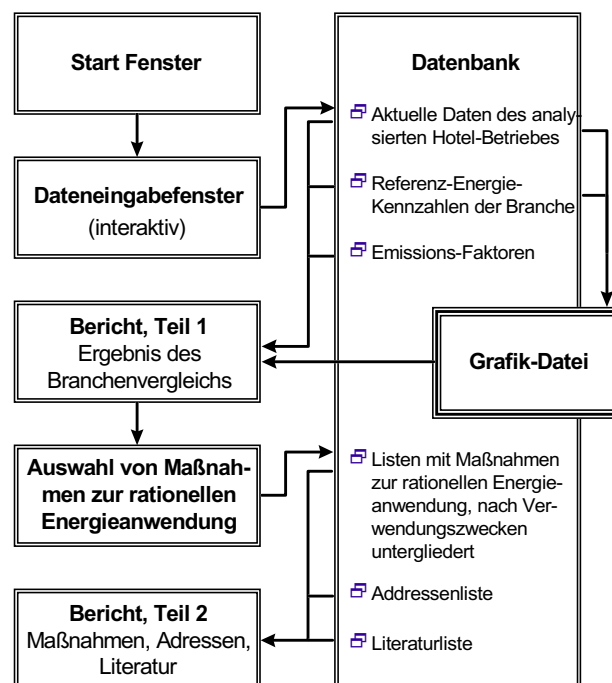 Start Fenster
Dateneingabefenster
(interaktiv)
Bericht, Teil 1
Ergebnis des
Branchenvergleichs
Auswahl von Maßnah-
men zur rationellen
Energieanwendung
Bericht, Teil 2
Maßnahmen, Adressen,
Literatur
Datenbank
Aktuelle Daten des analy-
sierten Hotel-Betriebes
Referenz-Energie-
Kennzahlen der Branche
Emissions-Faktoren
Grafik-Datei
Listen mit Maßnahmen
zur rationellen Energie-
anwendung, nach Ver-
wendungszwecken
untergliedert
Addressenliste
Literaturliste